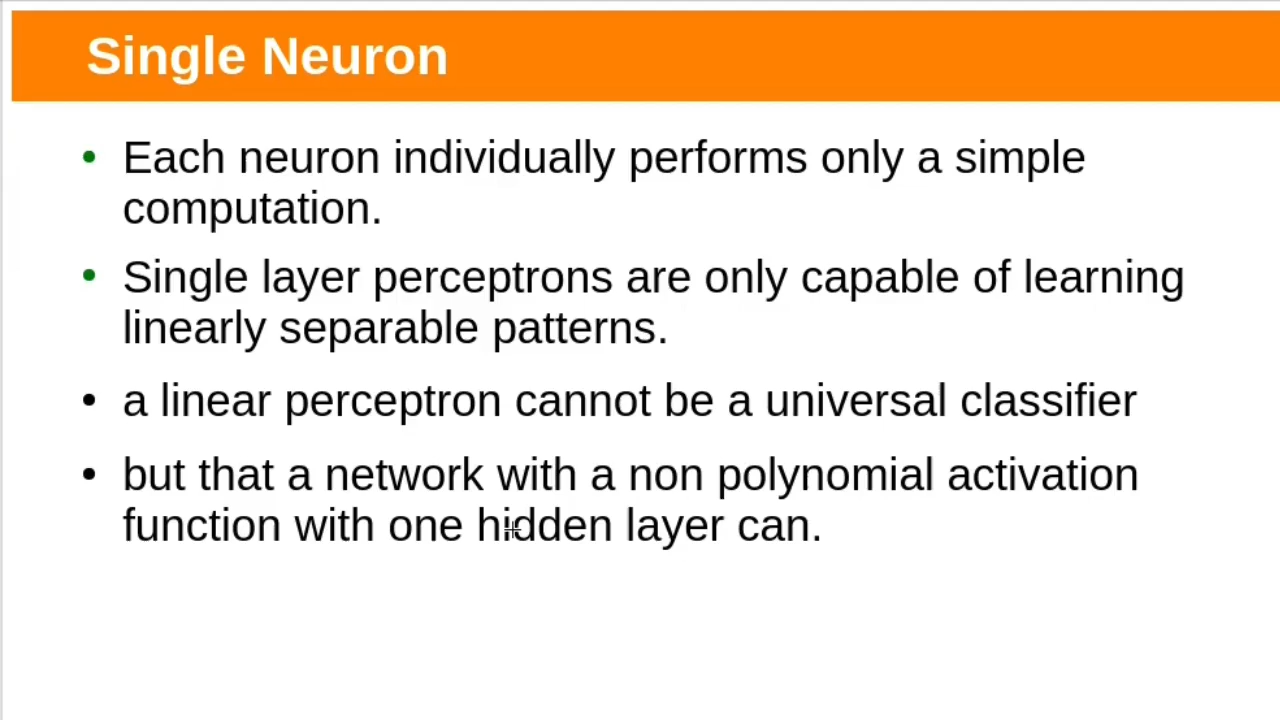 Single Neuron
• Each neuron individually performs only a simple
computation.
• Single layer perceptrons are only capable of learning
linearly separable patterns.
• a linear perceptron cannot be a universal classifier
• but that a network with a non polynomial activation
function with one hidden layer can.